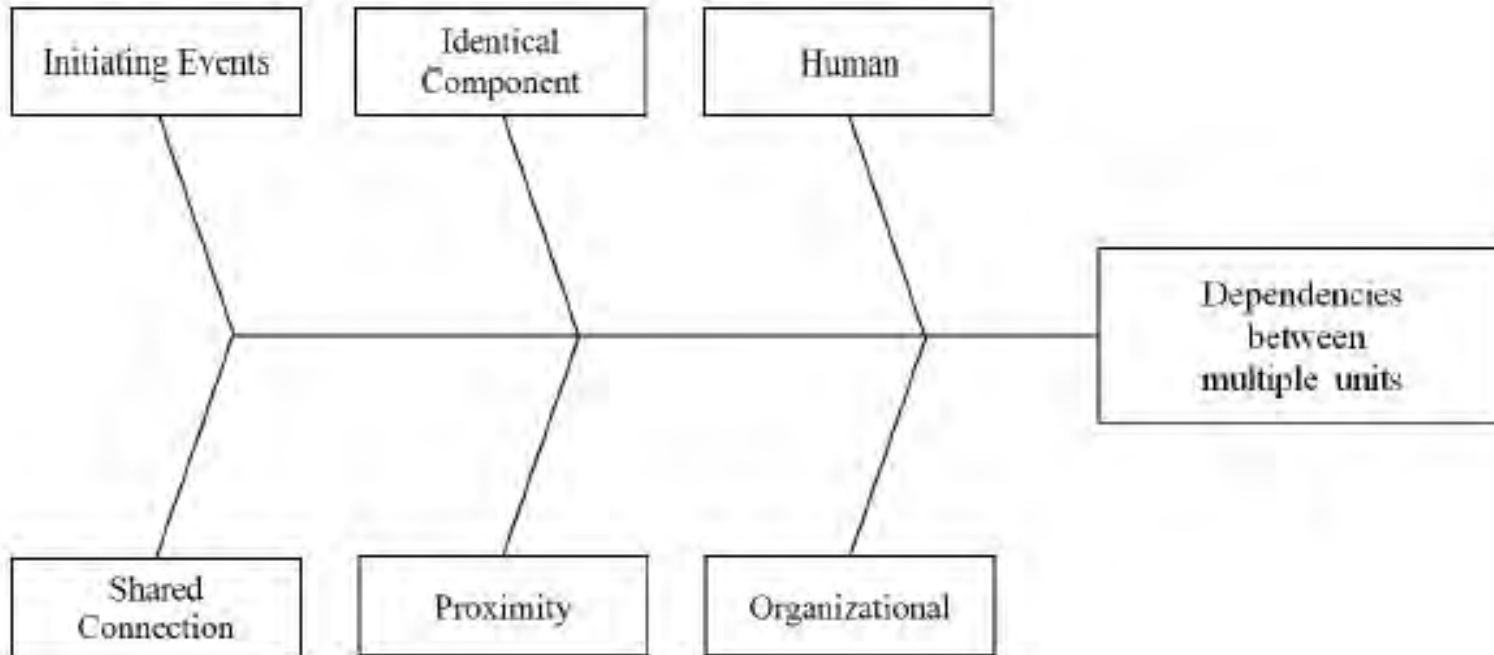 Initiating Events
Identical
Component
Human
Dependencies
between
multiple units
Shared
Connection
Proximity
Organizational